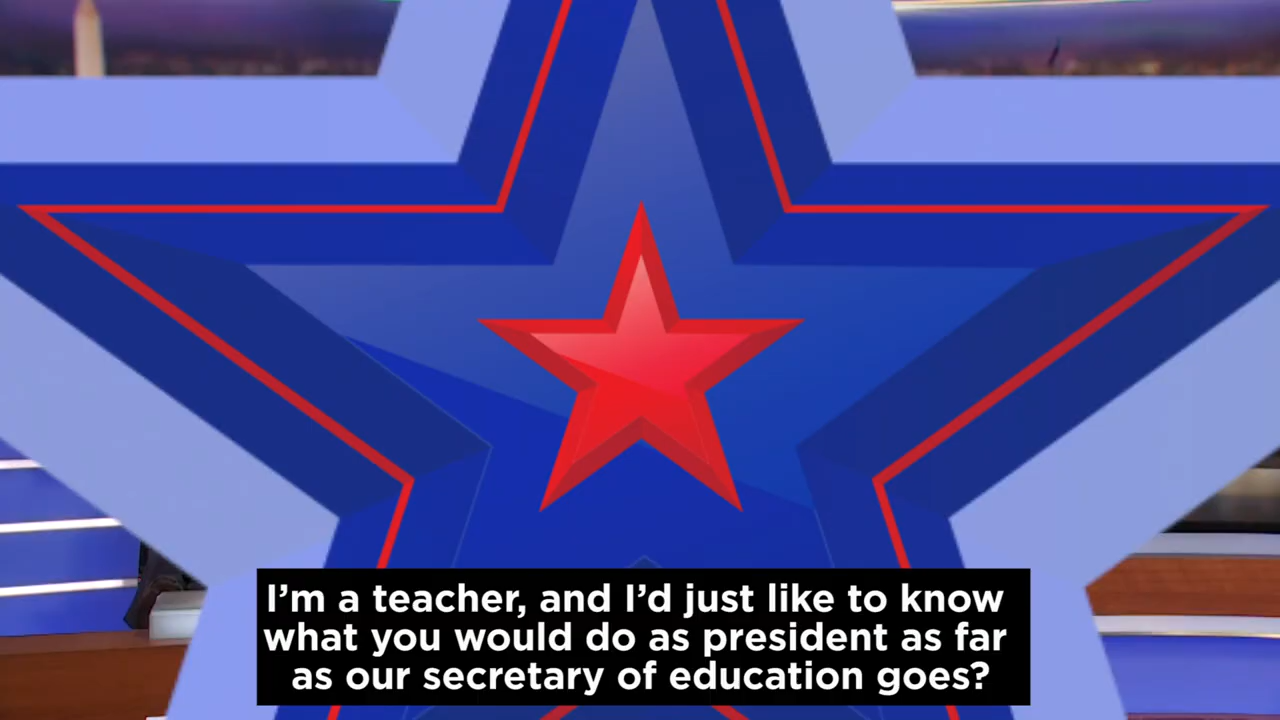 I’m a teacher, and I’d just like to know
what you would do as president as far
as our secretary of education goes?